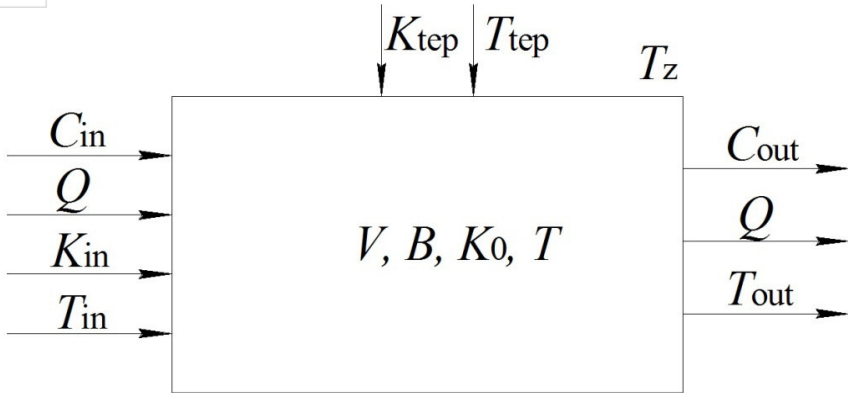 Ktep Ttep
Tz
Cin
Q
Kin
Tin
V, B, K0, T
Cout
Q
Tout